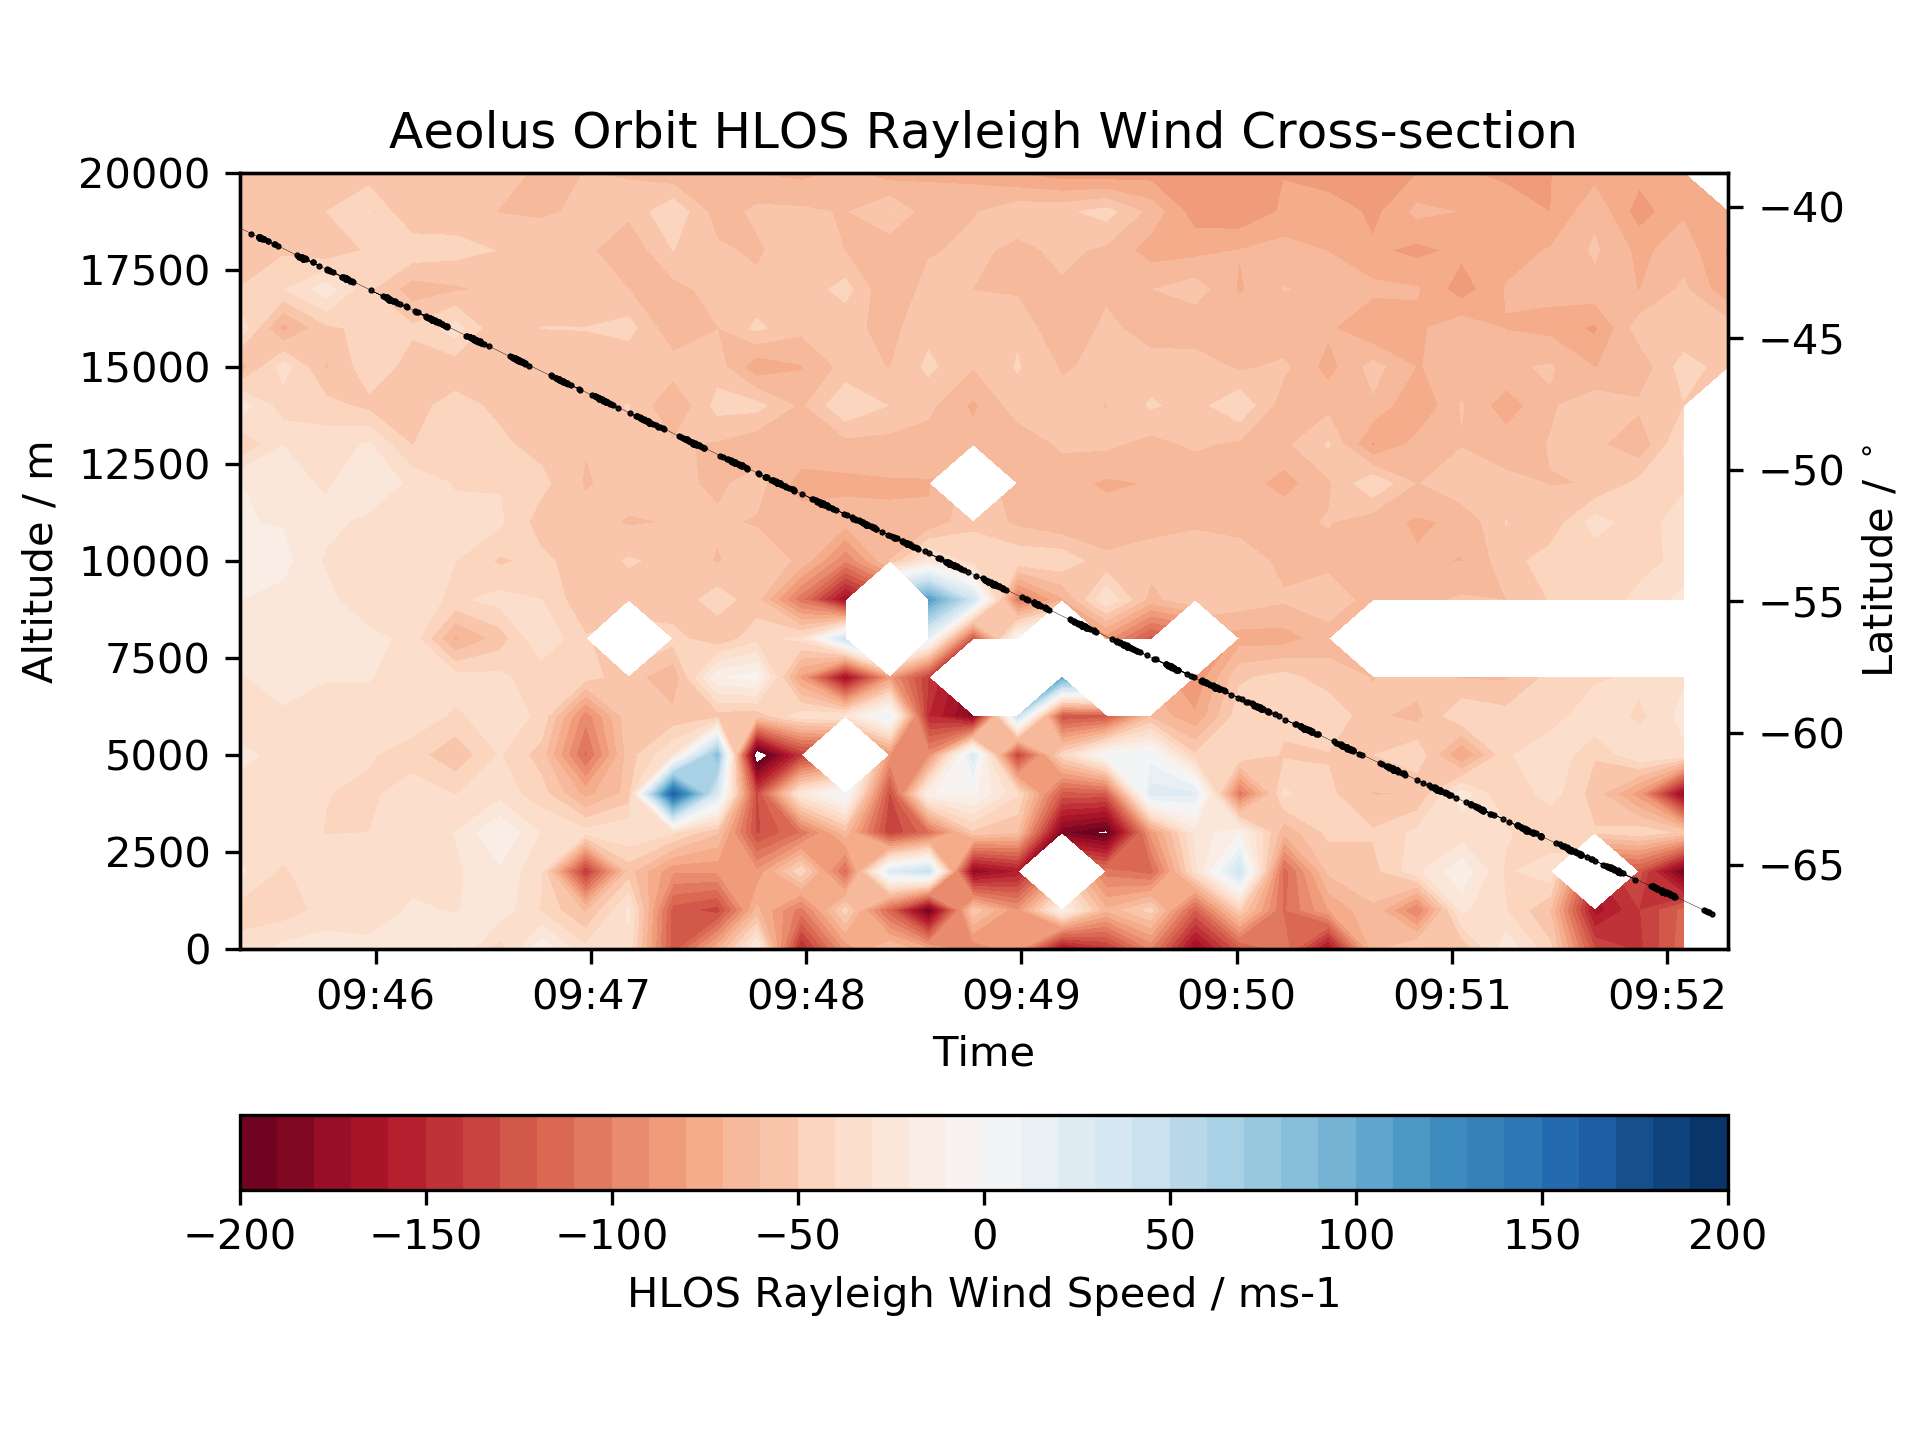 Aeolus Orbit HLOS Rayleigh Wind Cross-section
20000
17500
15000
12500
10000
7500
5000
2500
0
Altitude / m
−40
−45
−50
−55
−60
−65
Latitude / °
09:46 09:47 09:48 09:49 09:50 09:51 09:52
Time
−200 −150 −100 −50 0 50 100 150 200
HLOS Rayleigh Wind Speed / ms-1